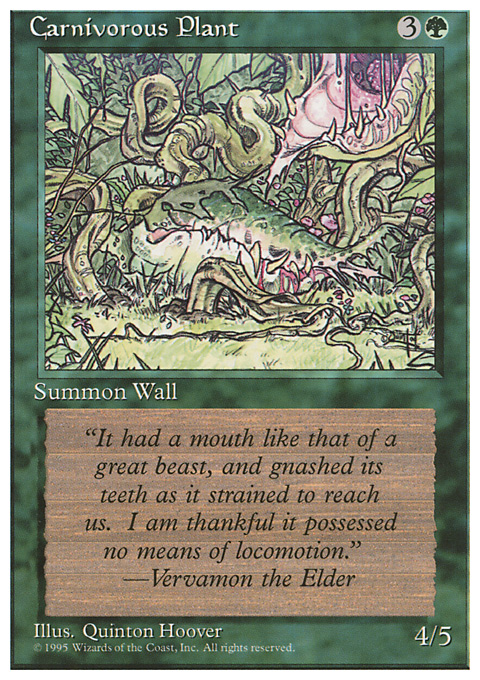 Carnivorous Plant 3
Summon Wall
“It had a mouth like that of a
great beast, and gnashed its
teeth as it strained to reach
us. I am thankful it possessed
no means of locomotion.”
—Vervamon the Elder
Illus. Quinton Hoover
4/5
© 1995 Wizards of the Coast, Inc. All rights reserved.